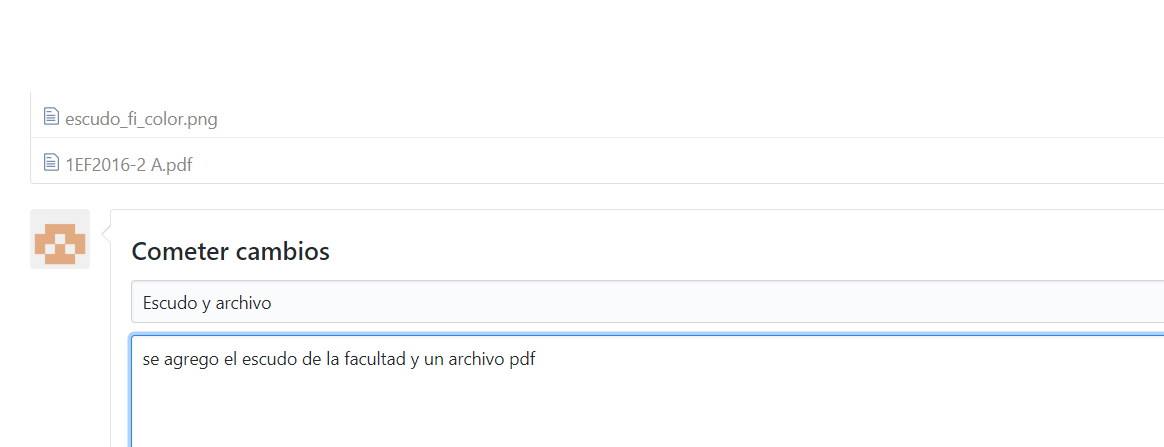 escudo_fi_color.png
1EF2016-2 A.pdf
Cometer cambios
Escudo y archivo
se agrego el escudo de la facultad y un archivo pdf